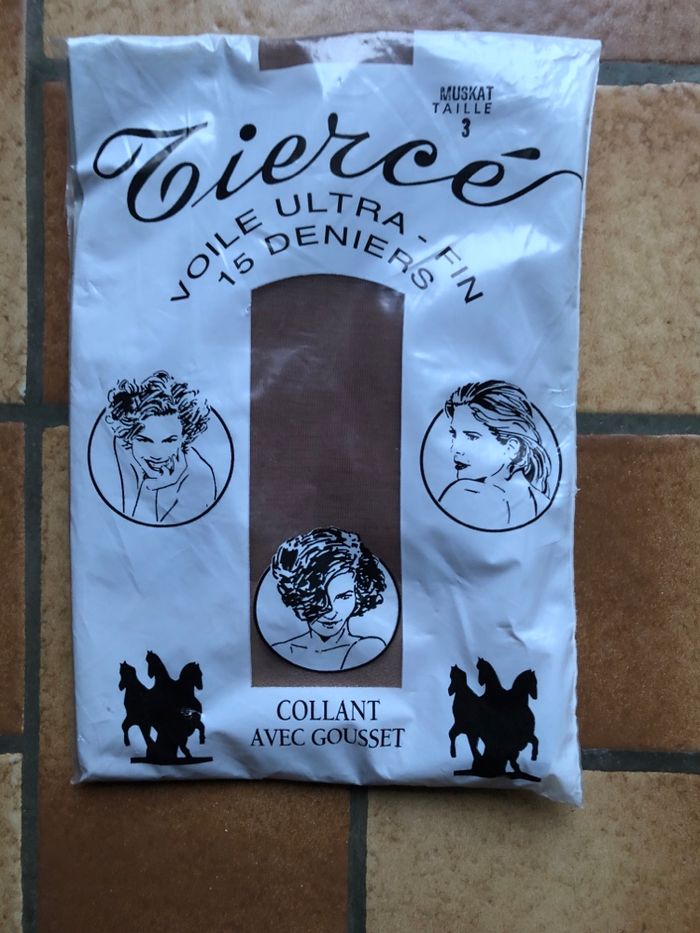 MUSKAT
TAILLE
3
Tiercé
VOILE ULTRA - FIN
15 DENIERS
COLLANT
AVEC GOUSSET